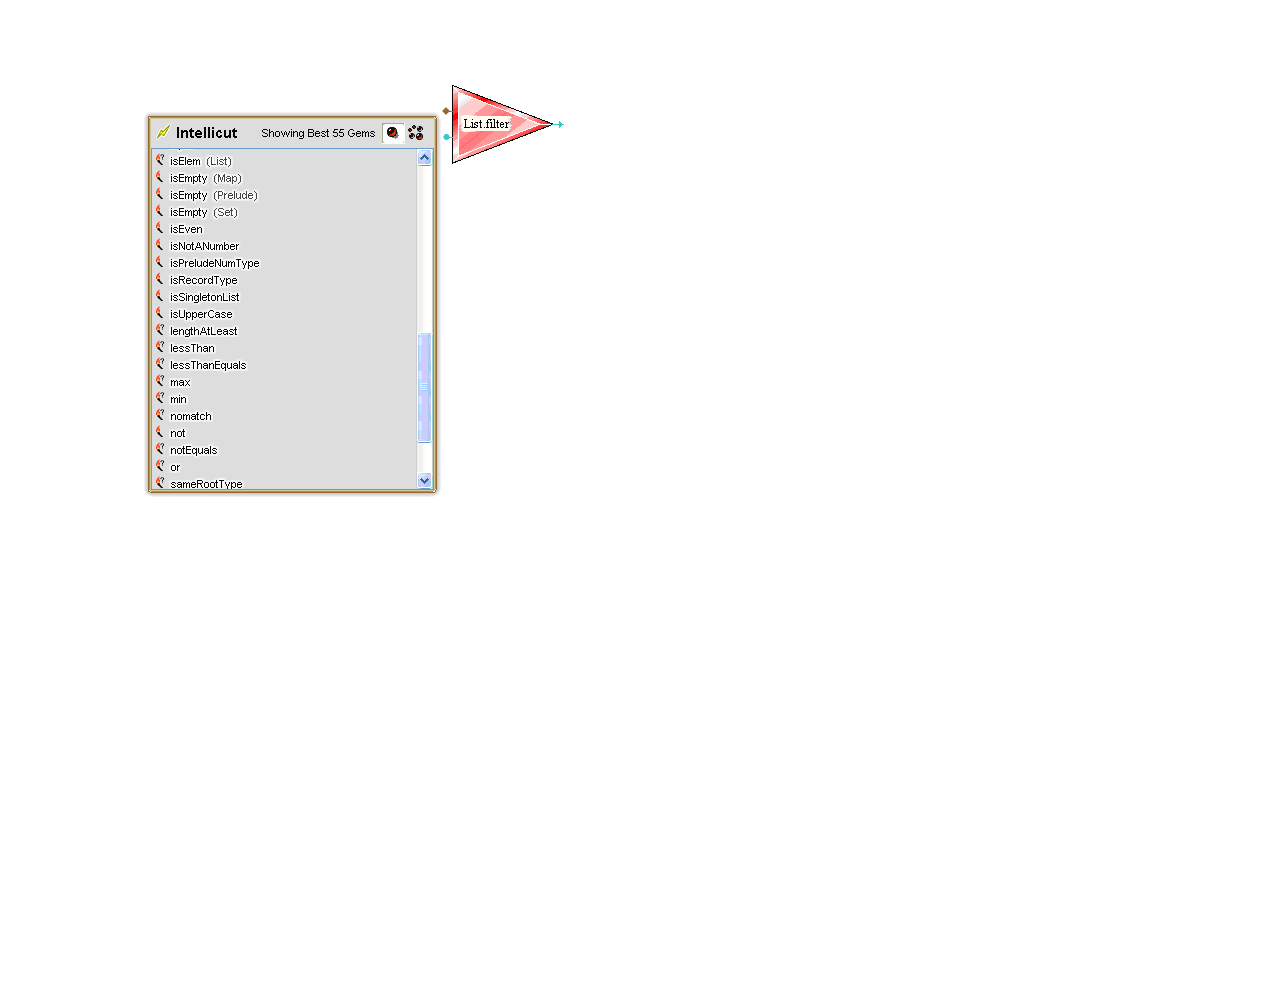 List.filter
Intellicut Showing Best 55 Gems
isElem (List)
isEmpty (Map)
isEmpty (Prelude)
isEmpty (Set)
isEven
isNotANumber
isPreludeNumType
isRecordType
isSingletonList
isUpperCase
lengthAtLeast
lessThan
lessThanEquals
max
min
nomatch
not
notEquals
or
sameRootType